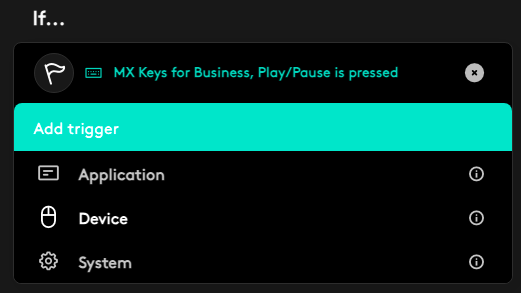 If...
MX Keys for Business, Play/Pause is pressed
Add trigger
Application
Device
System